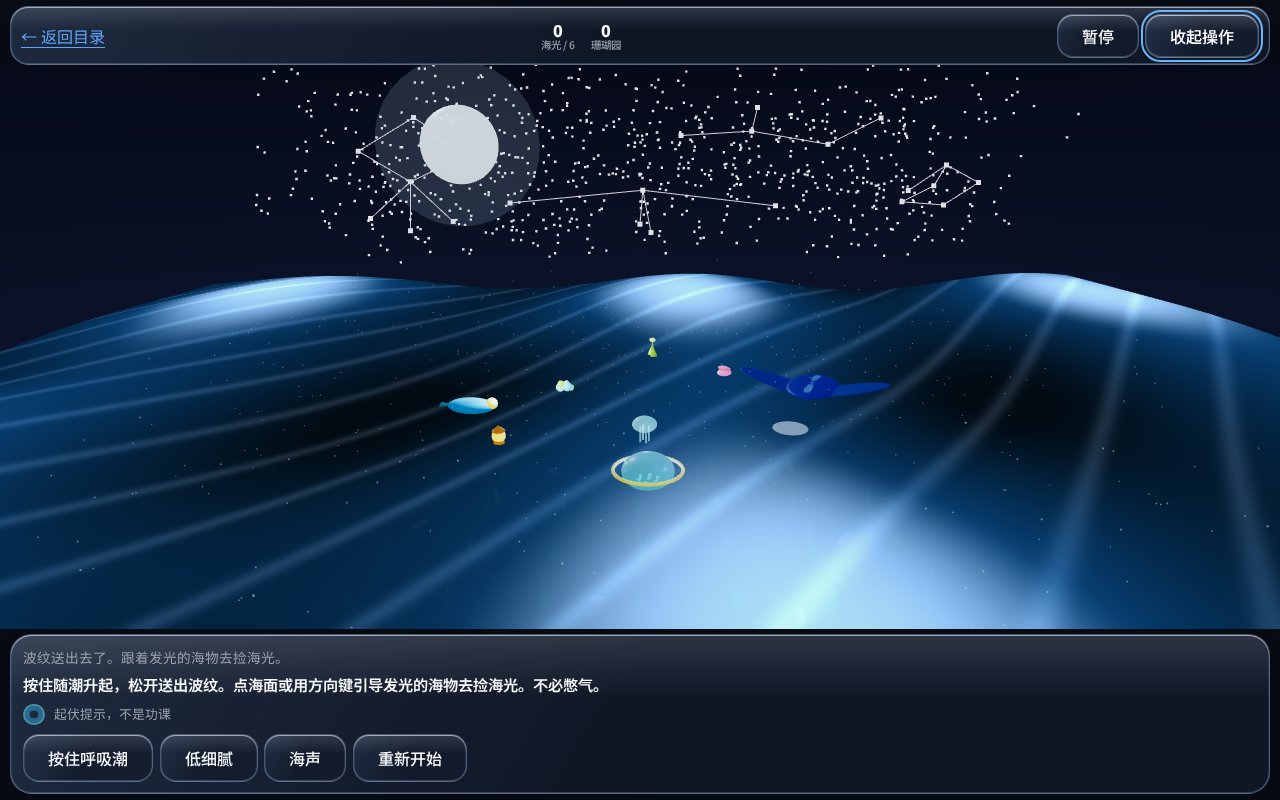 ← 返回目录
0 0
海光 / 6 珊瑚园
暂停
收起操作
波纹送出去了。跟着发光的海物去捡海光。
按住随潮升起，松开送出波纹。点海面或用方向键引导发光的海物去捡海光。不必憋气。
起伏提示，不是功课
按住呼吸潮
低细腻
海声
重新开始